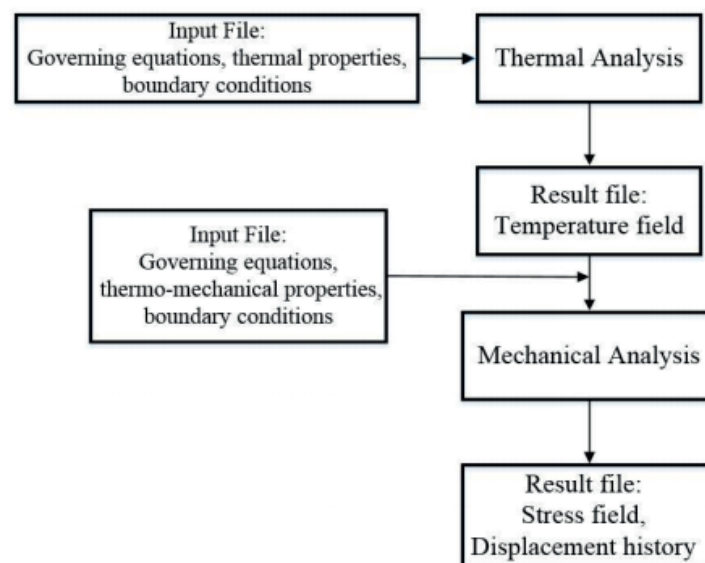 Input File:
Governing equations, thermal properties,
boundary conditions
Thermal Analysis
Result file:
Temperature field
Input File:
Governing equations,
thermo-mechanical properties,
boundary conditions
Mechanical Analysis
Result file:
Stress field,
Displacement history